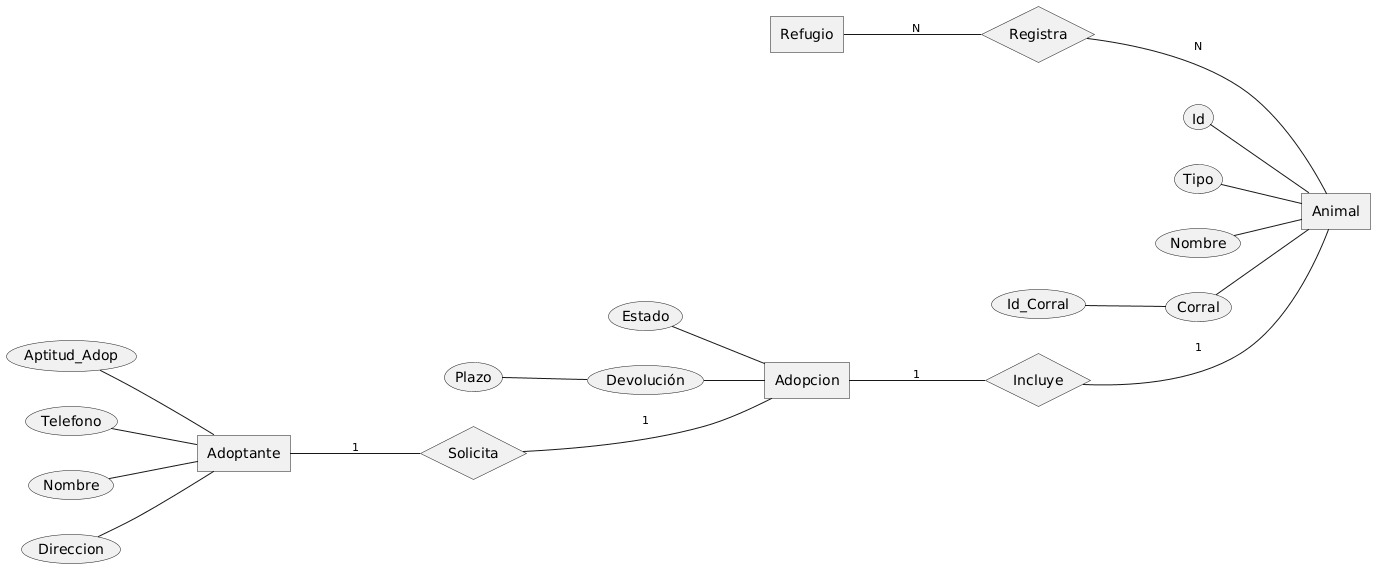 Refugio
N
Registra
N
Id
Tipo
Animal
Nombre
Id_Corral
Corral
Estado
1
Aptitud_Adop
Plazo
Devolución
Adopcion
1
Incluye
Telefono
1
Adoptante
1
Solicita
Nombre
Direccion